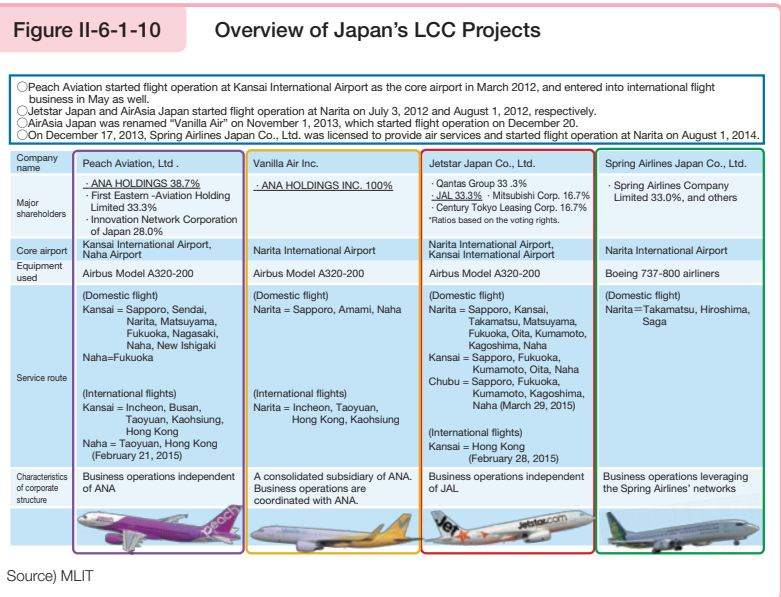 Figure II-6-1-10
Overview of Japan's LCC Projects
○Peach Aviation started flight operation at Kansai International Airport as the core airport in March 2012, and entered into international flight
business in May as well.
○Jetstar Japan and AirAsia Japan started flight operation at Narita on July 3, 2012 and August 1, 2012, respectively.
○AirAsia Japan was renamed “Vanilla Air” on November 1, 2013, which started flight operation on December 20.
○On December 17, 2013, Spring Airlines Japan Co., Ltd. was licensed to provide air services and started flight operation at Narita on August 1, 2014.
Company
name
Peach Aviation, Ltd .
Vanilla Air Inc.
Jetstar Japan Co., Ltd.
Spring Airlines Japan Co., Ltd.
Major
shareholders
· ANA HOLDINGS 38.7%
· First Eastern -Aviation Holding
Limited 33.3%
· Innovation Network Corporation
of Japan 28.0%
· ANA HOLDINGS INC. 100%
· Qantas Group 33 .3%
· JAL 33.3% · Mitsubishi Corp. 16.7%
· Century Tokyo Leasing Corp. 16.7%
*Ratios based on the voting rights.
· Spring Airlines Company
Limited 33.0%, and others
Core airport
Kansai International Airport,
Naha Airport
Narita International Airport
Narita International Airport,
Kansai International Airport
Narita International Airport
Equipment
used
Airbus Model A320-200
Airbus Model A320-200
Airbus Model A320-200
Boeing 737-800 airliners
Service route
(Domestic flight)
Kansai = Sapporo, Sendai,
Narita, Matsuyama,
Fukuoka, Nagasaki,
Naha, New Ishigaki
Naha=Fukuoka
(International flights)
Kansai = Incheon, Busan,
Taoyuan, Kaohsiung,
Hong Kong
Naha = Taoyuan, Hong Kong
(February 21, 2015)
(Domestic flight)
Narita = Sapporo, Amami, Naha
(International flights)
Narita = Incheon, Taoyuan,
Hong Kong, Kaohsiung
(Domestic flight)
Narita = Sapporo, Kansai,
Takamatsu, Matsuyama,
Fukuoka, Oita, Kumamoto,
Kagoshima, Naha
Kansai = Sapporo, Fukuoka,
Kumamoto, Oita, Naha
Chubu = Sapporo, Fukuoka,
Kumamoto, Kagoshima,
Naha (March 29, 2015)
(International flights)
Kansai = Hong Kong
(February 28, 2015)
(Domestic flight)
Narita＝Takamatsu, Hiroshima,
Saga
Characteristics
of corporate
structure
Business operations independent
of ANA
A consolidated subsidiary of ANA.
Business operations are
coordinated with ANA.
Business operations independent
of JAL
Business operations leveraging
the Spring Airlines' networks
peach
Jet
Jetstar.com
Source) MLIT